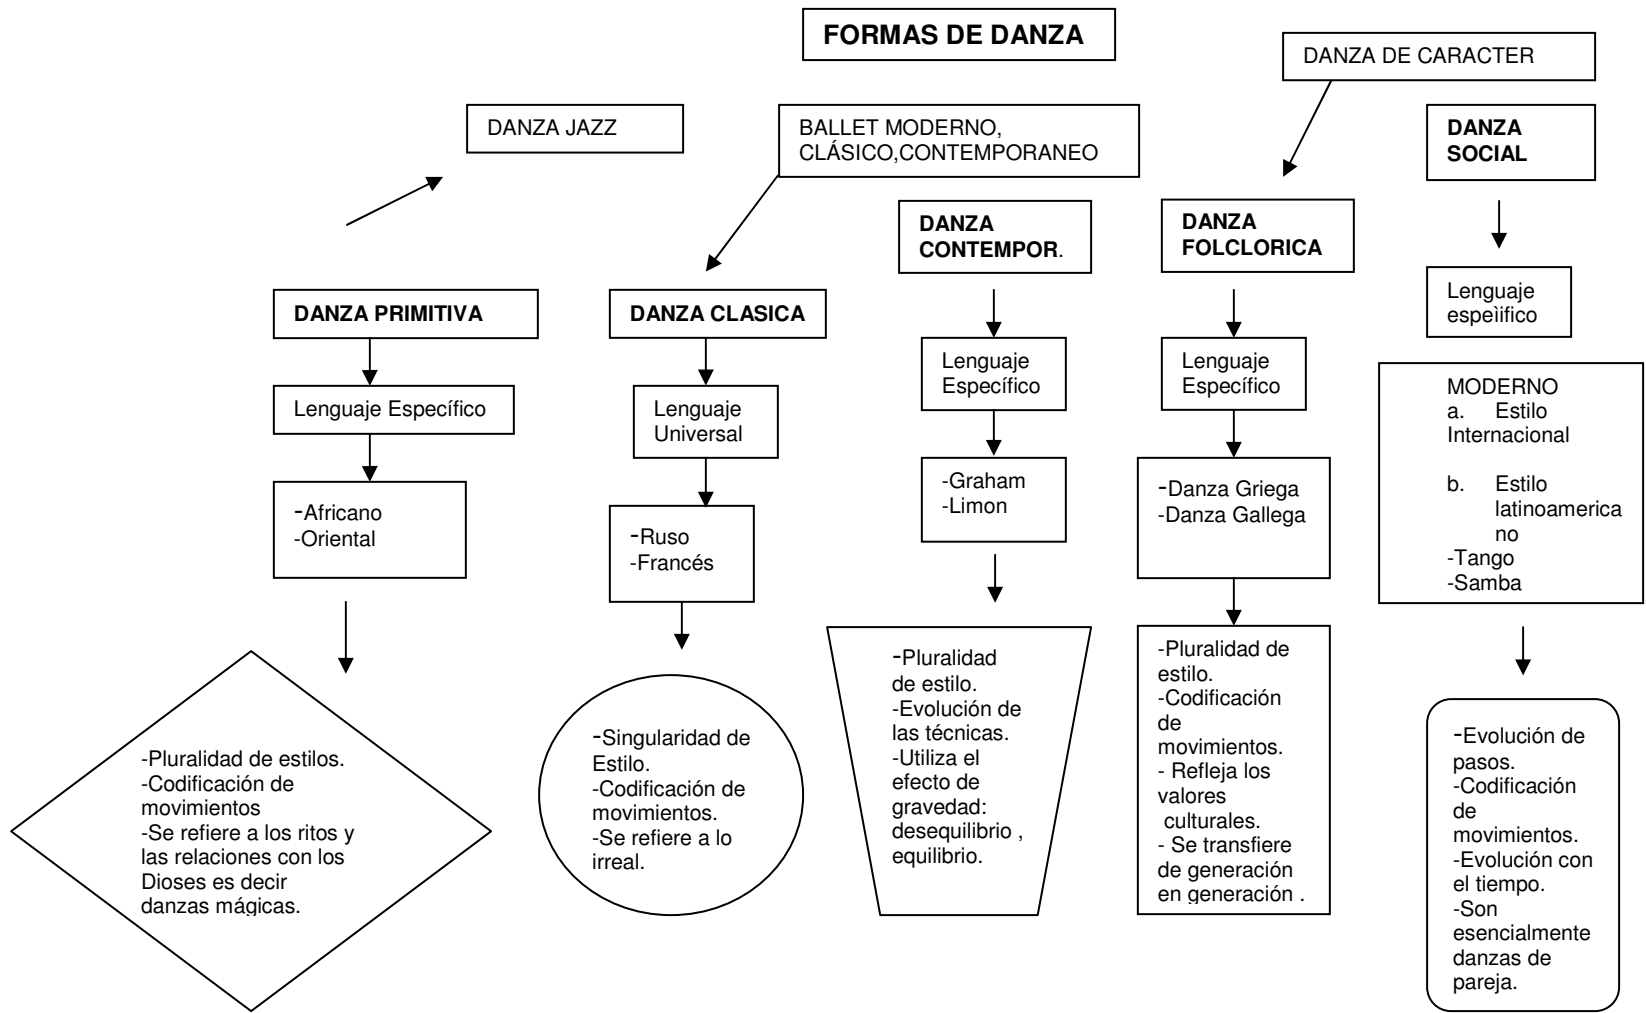 FORMAS DE DANZA
DANZA DE CARACTER
DANZA JAZZ
BALLET MODERNO,
CLÁSICO,CONTEMPORANEO
DANZA
SOCIAL
DANZA
CONTEMPOR.
DANZA
FOLCLORICA
Lenguaje
espeìifico
DANZA PRIMITIVA
DANZA CLASICA
Lenguaje
Específico
Lenguaje
Específico
MODERNO
a. Estilo
Internacional
b. Estilo
latinoamerica
no
-Tango
-Samba
Lenguaje Específico
Lenguaje
Universal
-Graham
-Limon
-Danza Griega
-Danza Gallega
-Africano
-Oriental
-Ruso
-Francés
-Pluralidad de estilos.
-Codificación de
movimientos
-Se refiere a los ritos y
las relaciones con los
Dioses es decir
danzas mágicas.
-Singularidad de
Estilo.
-Codificación de
movimientos.
-Se refiere a lo
irreal.
-Pluralidad
de estilo.
-Evolución de
las técnicas.
-Utiliza el
efecto de
gravedad:
desequilibrio ,
equilibrio.
-Pluralidad de
estilo.
-Codificación
de
movimientos.
- Refleja los
valores
culturales.
- Se transfiere
de generación
en generación .
-Evolución de
pasos.
-Codificación
de
movimientos.
-Evolución con
el tiempo.
-Son
esencialmente
danzas de
pareja.